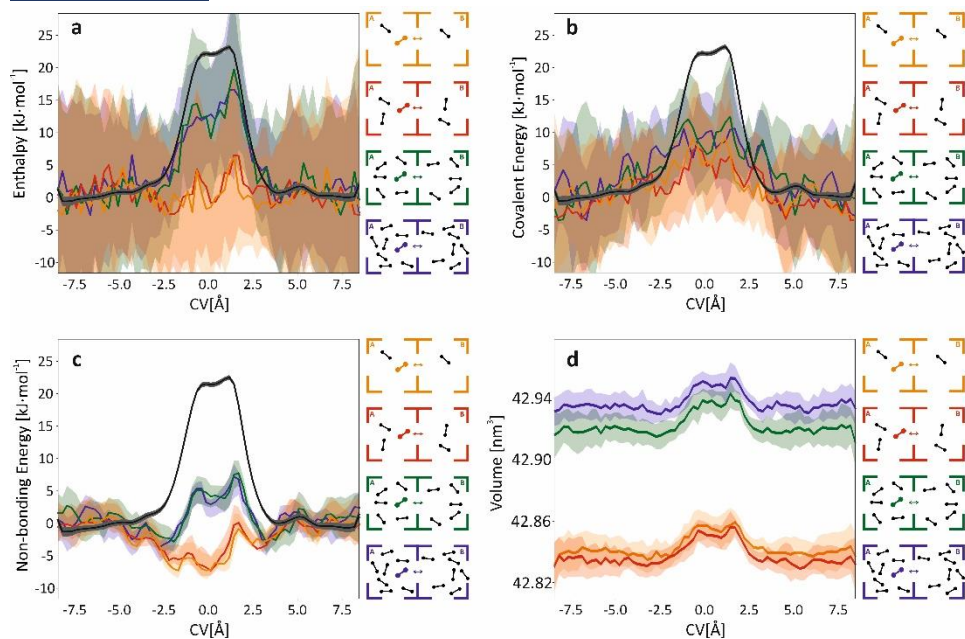 a
Enthalpy [kJ·mol⁻¹]
25
20
15
10
5
0
-5
-10
-7.5 -5.0 -2.5 0.0 2.5 5.0 7.5
CV[Å]
A B
A B
A B
A B
b
Covalent Energy [kJ·mol⁻¹]
25
20
15
10
5
0
-5
-10
-7.5 -5.0 -2.5 0.0 2.5 5.0 7.5
CV[Å]
A B
A B
A B
A B
c
Non-bonding Energy [kJ·mol⁻¹]
25
20
15
10
5
0
-5
-10
-7.5 -5.0 -2.5 0.0 2.5 5.0 7.5
CV[Å]
A B
A B
A B
A B
d
Volume [nm³]
42.94
42.90
42.86
42.82
-7.5 -5.0 -2.5 0.0 2.5 5.0 7.5
CV[Å]
A B
A B
A B
A B